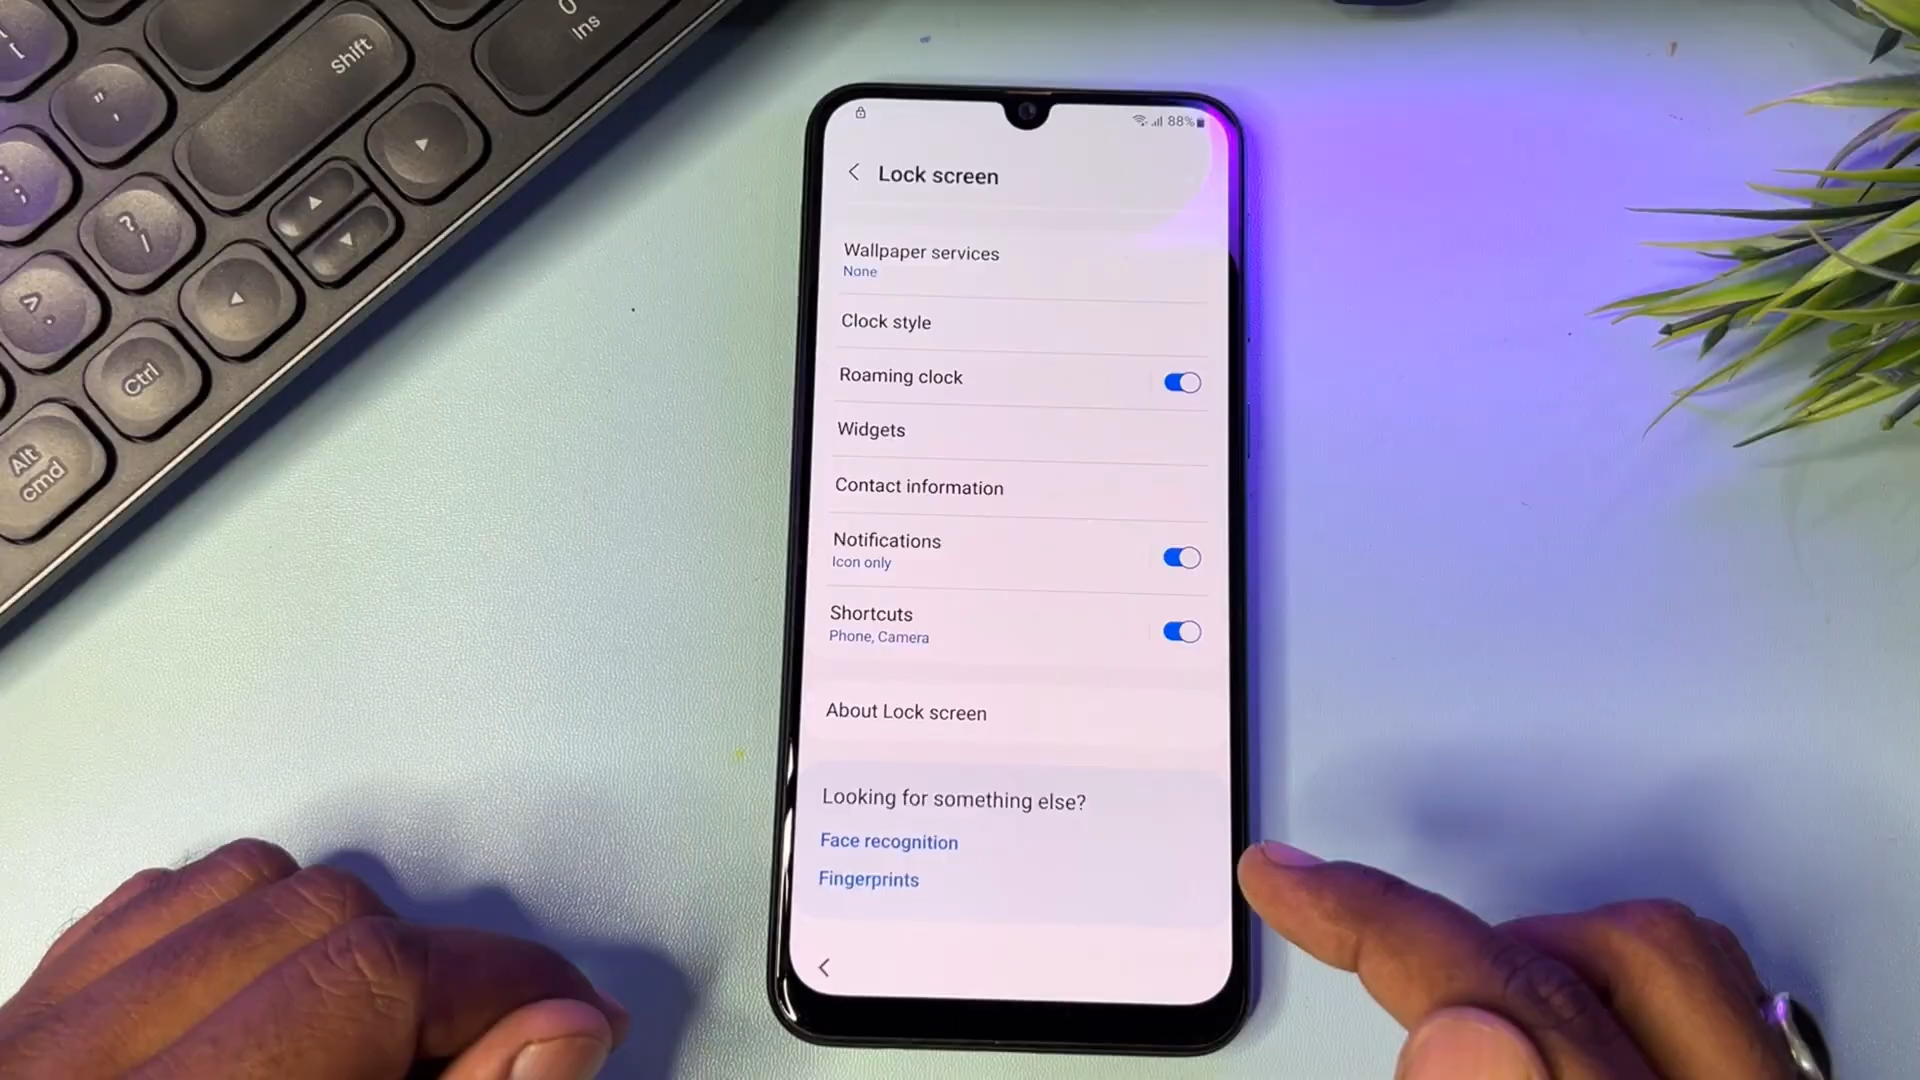 Shift
0
Ins
[
"
,
?
/
>
.
Ctrl
Alt
cmd
88%
Lock screen
Wallpaper services
None
Clock style
Roaming clock
Widgets
Contact information
Notifications
Icon only
Shortcuts
Phone, Camera
About Lock screen
Looking for something else?
Face recognition
Fingerprints